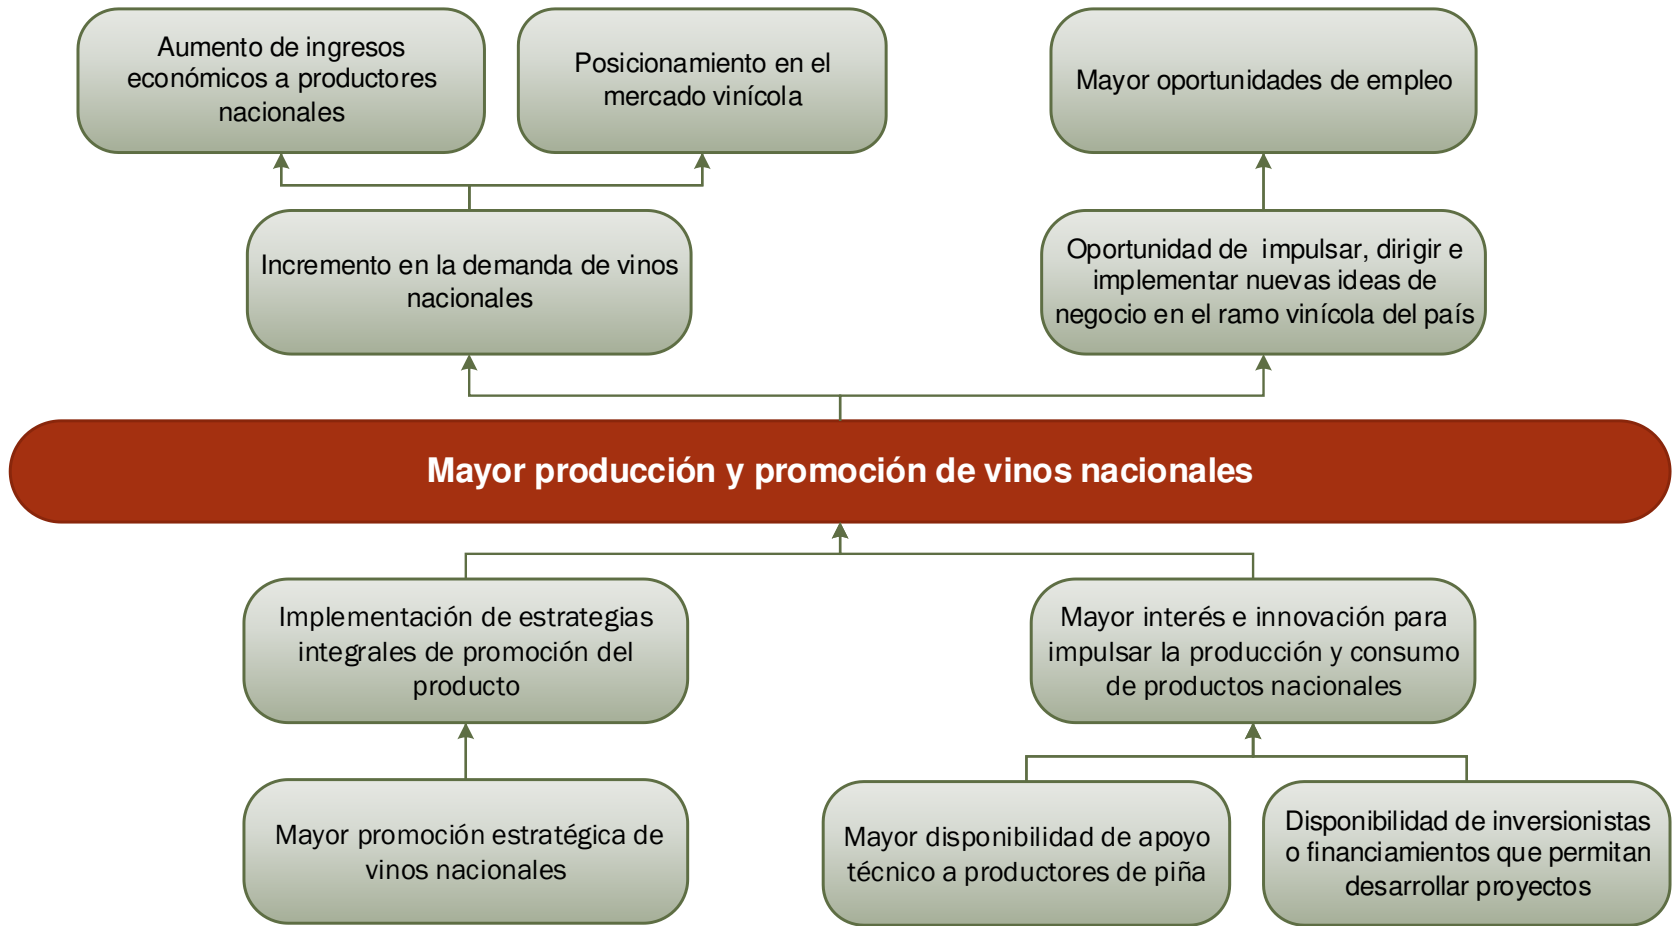 Aumento de ingresos
económicos a productores
nacionales
Posicionamiento en el
mercado vinícola
Mayor oportunidades de empleo
Incremento en la demanda de vinos
nacionales
Oportunidad de impulsar, dirigir e
implementar nuevas ideas de
negocio en el ramo vinícola del país
Mayor producción y promoción de vinos nacionales
Implementación de estrategias
integrales de promoción del
producto
Mayor interés e innovación para
impulsar la producción y consumo
de productos nacionales
Mayor promoción estratégica de
vinos nacionales
Mayor disponibilidad de apoyo
técnico a productores de piña
Disponibilidad de inversionistas
o financiamientos que permitan
desarrollar proyectos